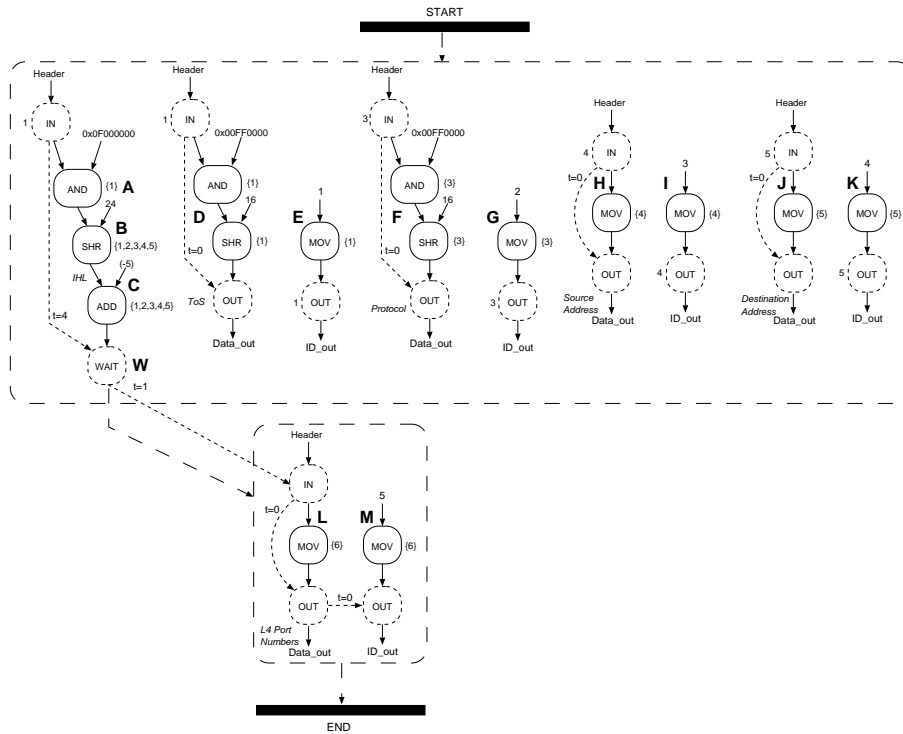 START
Header
Header
Header
Header
Header
1
IN
1
IN
3
IN
4
IN
5
IN
0x0F000000
0x00FF0000
0x00FF0000
t=0
t=0
AND
{1}
A
AND
{1}
AND
{3}
H
I
3
J
K
4
24
16
1
16
2
MOV
{4}
MOV
{4}
MOV
{5}
MOV
{5}
B
D
E
F
G
SHR
{1,2,3,4,5}
SHR
{1}
MOV
{1}
SHR
{3}
MOV
{3}
t=0
t=0
IHL
(-5)
C
OUT
4
OUT
OUT
5
OUT
ADD
{1,2,3,4,5}
ToS
OUT
1
OUT
Protocol
OUT
3
OUT
Source
Address
Data_out
ID_out
Destination
Address
Data_out
ID_out
t=4
Data_out
ID_out
Data_out
ID_out
WAIT
W
t=1
Header
IN
5
t=0
L
M
MOV
{6}
MOV
{6}
OUT
t=0
OUT
L4 Port
Numbers
Data_out
ID_out
END